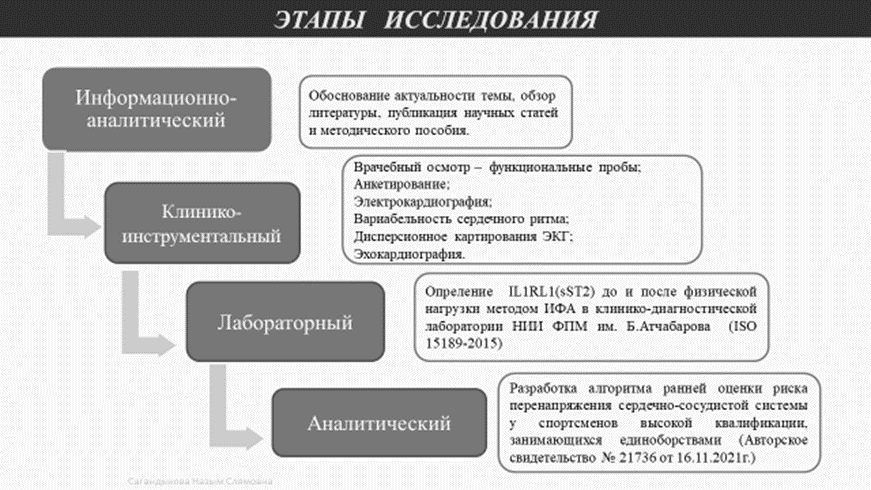 ЭТАПЫ ИССЛЕДОВАНИЯ
Информационно-
аналитический
Обоснование актуальности темы, обзор
литературы, публикация научных статей
и методического пособия.
Клинико-
инструментальный
Врачебный осмотр – функциональные пробы;
Анкетирование;
Электрокардиография;
Вариабельность сердечного ритма;
Дисперсионное картирования ЭКГ;
Эхокардиография.
Лабораторный
Опреление IL1RL1(sST2) до и после физической
нагрузки методом ИФА в клинико-диагностической
лаборатории НИИ ФПМ им. Б.Атчабарова (ISO
15189-2015)
Аналитический
Разработка алгоритма ранней оценки риска
перенапряжения сердечно-сосудистой системы
у спортсменов высокой квалификации,
занимающихся единоборствами (Авторское
свидетельство № 21736 от 16.11.2021г.)
Сагандыкова Назым Слямовна